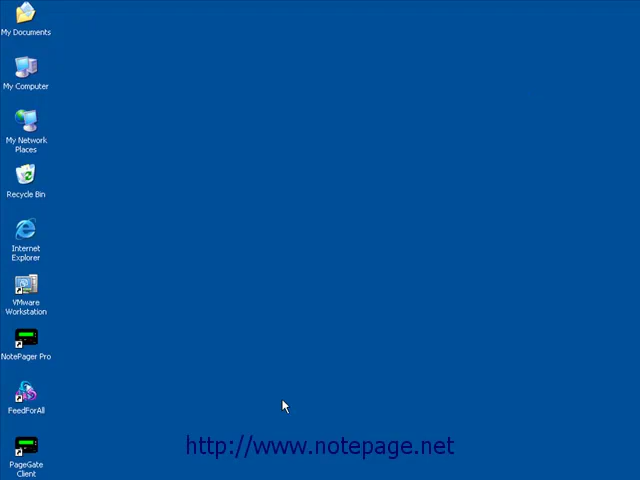 My Documents
My Computer
My Network
Places
Recycle Bin
Internet
Explorer
VMware
Workstation
NotePager Pro
FeedForAll
PageGate
Client
http://www.notepage.net